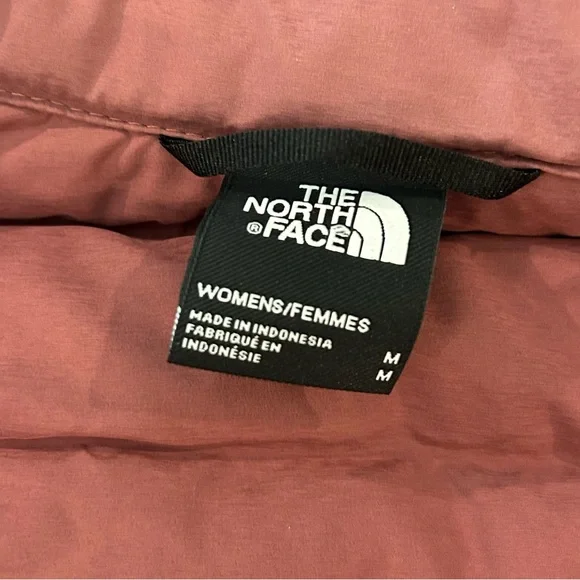 THE
NORTH
® FACE
WOMENS/FEMMES
MADE IN INDONESIA
FABRIQUÉ EN
INDONÉSIE
M
M